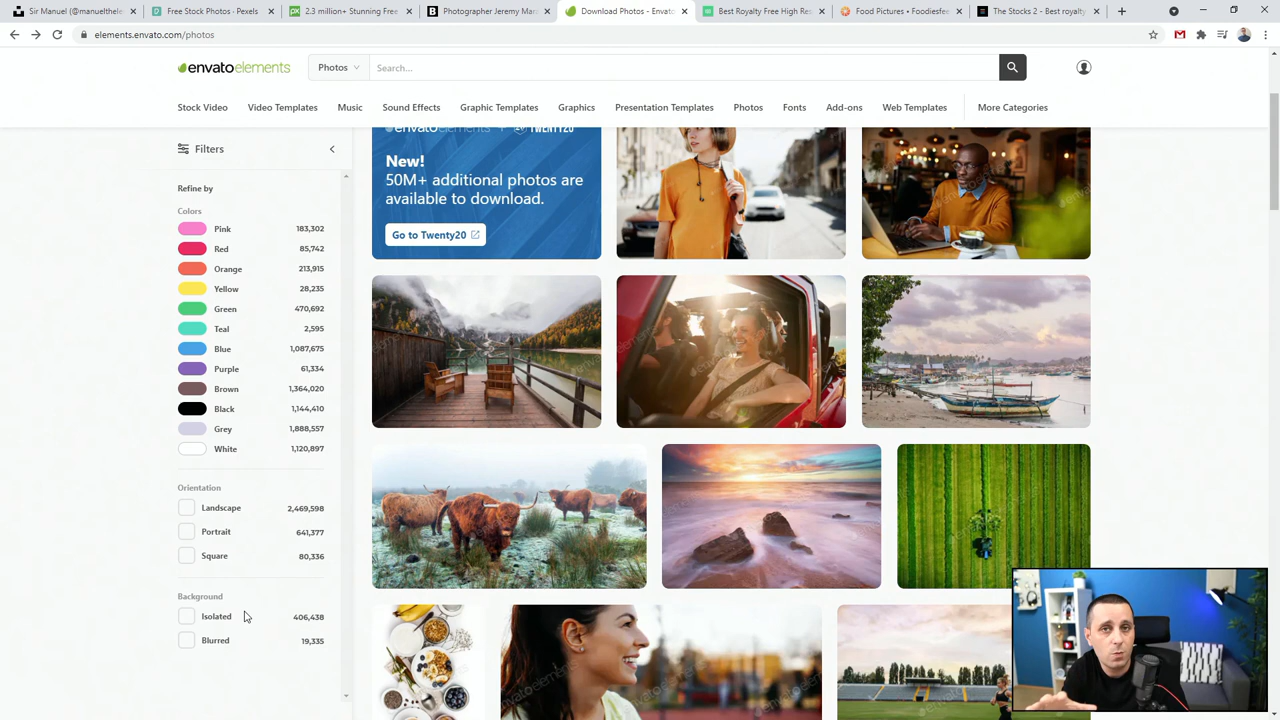 Sir Manuel (@manuelthele
Free Stock Photos · Pexels
2.3 million+ Stunning Free
Photographer Jeremy Mar
Download Photos - Envato
Best Royalty Free High Res
Food Pictures • Foodiesfee
The Stocks 2 - Best royalty
elements.envato.com/photos
envatoelements
Photos
Search...
Stock Video
Video Templates
Music
Sound Effects
Graphic Templates
Graphics
Presentation Templates
Photos
Fonts
Add-ons
Web Templates
More Categories
Filters
Refine by
Colors
Pink 183,302
Red 85,742
Orange 213,915
Yellow 28,235
Green 470,692
Teal 2,595
Blue 1,087,675
Purple 61,334
Brown 1,364,020
Black 1,144,410
Grey 1,888,557
White 1,120,897
Orientation
Landscape 2,469,598
Portrait 641,377
Square 80,336
Background
Isolated 406,438
Blurred 19,335
envatoelements + TWENTY20
New!
50M+ additional photos are
available to download.
Go to Twenty20